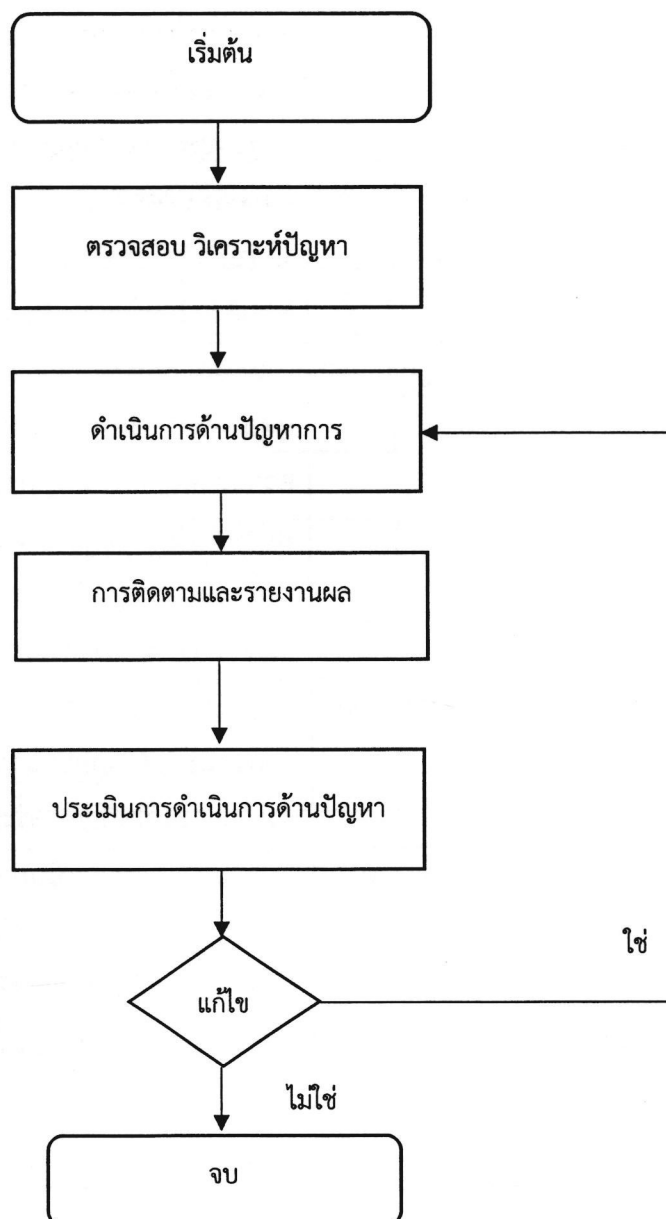 เริ่มต้น
ตรวจสอบ วิเคราะห์ปัญหา
ดำเนินการด้านปัญหาการ
การติดตามและรายงานผล
ประเมินการดำเนินการด้านปัญหา
ใช่
แก้ไข
ไม่ใช่
จบ